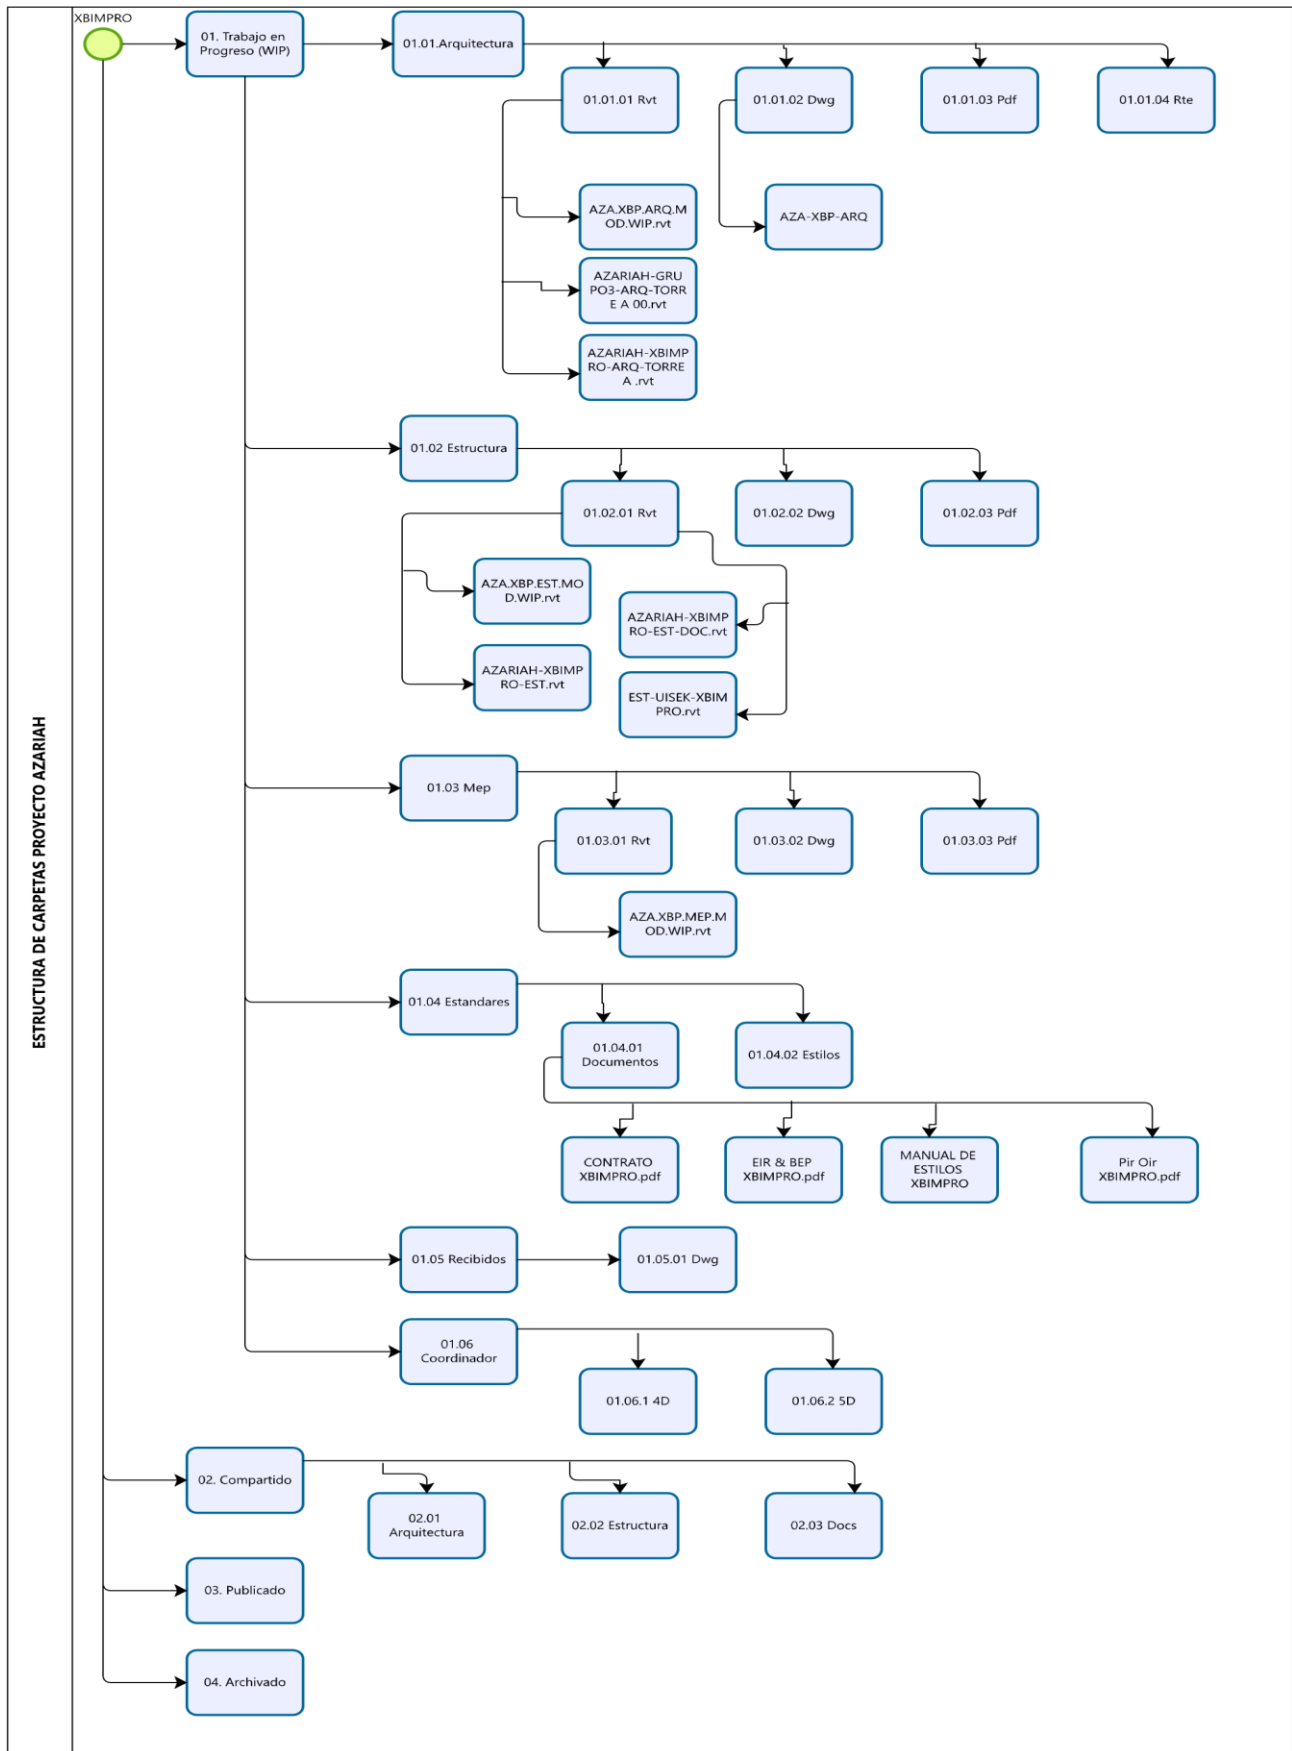 ESTRUCTURA DE CARPETAS PROYECTO AZARIAH
XBIMPRO
01. Trabajo en
Progreso (WIP)
01.01.Arquitectura
01.01.01 Rvt
01.01.02 Dwg
01.01.03 Pdf
01.01.04 Rte
AZA.XBP.ARQ.M
OD.WIP.rvt
AZA-XBP-ARQ
AZARIAH-GRU
PO3-ARQ-TORR
E A 00.rvt
AZARIAH-XBIMP
RO-ARQ-TORRE
A .rvt
01.02 Estructura
01.02.01 Rvt
01.02.02 Dwg
01.02.03 Pdf
AZA.XBP.EST.MO
D.WIP.rvt
AZARIAH-XBIMP
RO-EST-DOC.rvt
AZARIAH-XBIMP
RO-EST.rvt
EST-UISEK-XBIM
PRO.rvt
01.03 Mep
01.03.01 Rvt
01.03.02 Dwg
01.03.03 Pdf
AZA.XBP.MEP.M
OD.WIP.rvt
01.04 Estandares
01.04.01
Documentos
01.04.02 Estilos
CONTRATO
XBIMPRO.pdf
EIR & BEP
XBIMPRO.pdf
MANUAL DE
ESTILOS
XBIMPRO
Pir Oir
XBIMPRO.pdf
01.05 Recibidos
01.05.01 Dwg
01.06
Coordinador
01.06.1 4D
01.06.2 5D
02. Compartido
02.01
Arquitectura
02.02 Estructura
02.03 Docs
03. Publicado
04. Archivado